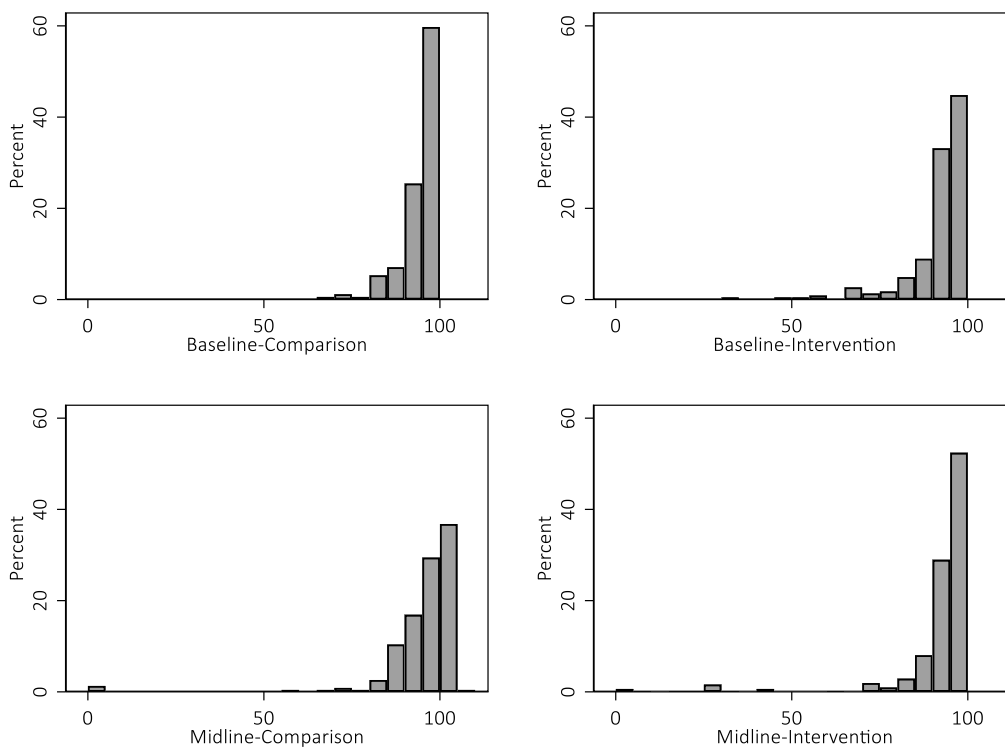 Percent
60
40
20
0
0 50 100
Baseline-Comparison
Percent
60
40
20
0
0 50 100
Baseline-Intervention
Percent
60
40
20
0
0 50 100
Midline-Comparison
Percent
60
40
20
0
0 50 100
Midline-Intervention